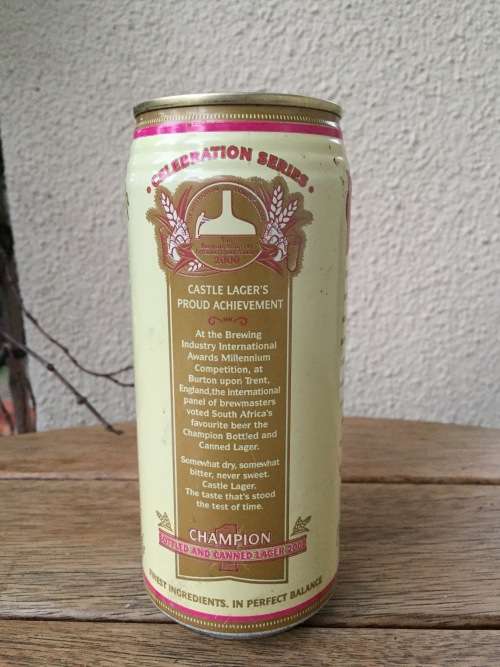 • CELEBRATION SERIES •
2000
CASTLE LAGER'S
PROUD ACHIEVEMENT
At the Brewing
Industry International
Awards Millennium
Competition, at
Burton upon Trent,
England,the international
panel of brewmasters
voted South Africa's
favourite beer the
Champion Bottled and
Canned Lager.
Somewhat dry, somewhat
bitter, never sweet.
Castle Lager.
The taste that's stood
the test of time.
1
CHAMPION
BOTTLED AND CANNED LAGER 2000
FINEST INGREDIENTS. IN PERFECT BALANCE